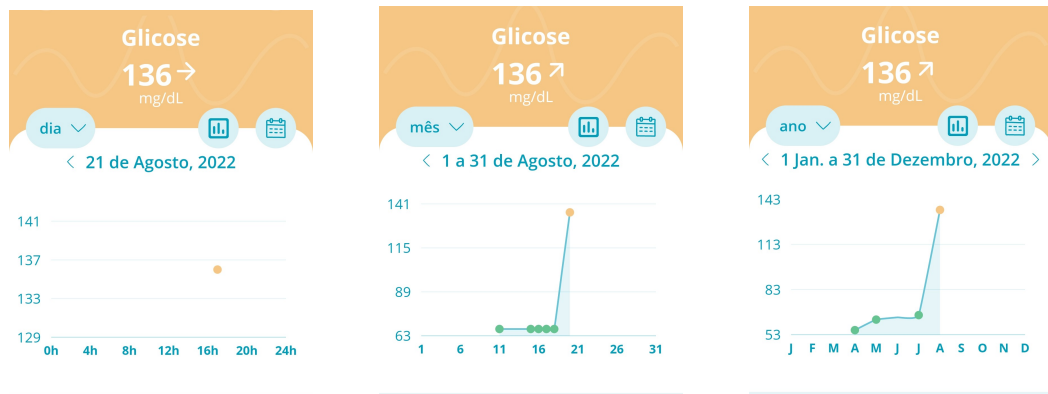 Glicose
136
mg/dL
dia
21 de Agosto, 2022
141
137
133
129
0h 4h 8h 12h 16h 20h 24h
Glicose
136
mg/dL
mês
1 a 31 de Agosto, 2022
141
115
89
63
1 6 11 16 21 26 31
Glicose
136
mg/dL
ano
1 Jan. a 31 de Dezembro, 2022
143
113
83
53
J F M A M J J A S O N D